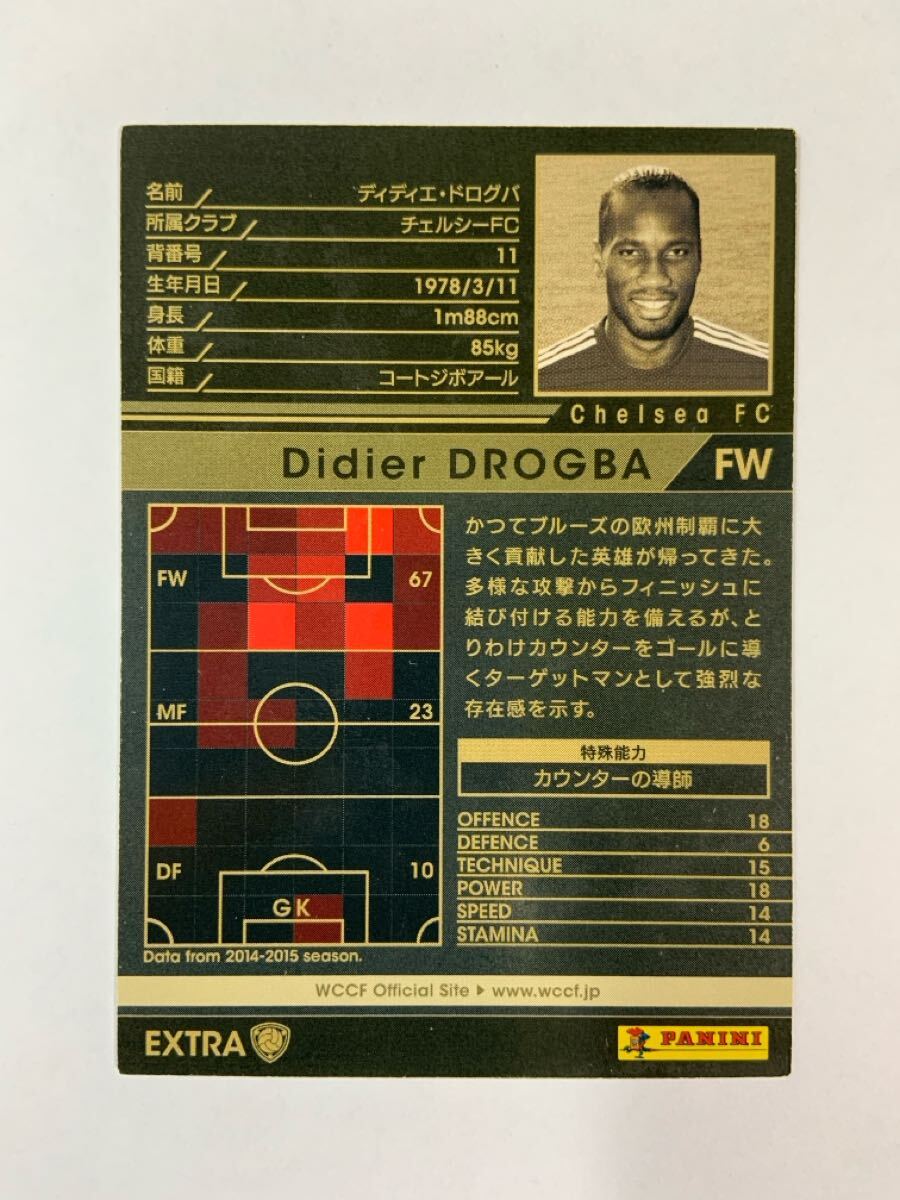 名前 ディディエ・ドログバ
所属クラブ チェルシーFC
背番号 11
生年月日 1978/3/11
身長 1m88cm
体重 85kg
国籍 コートジボアール
Chelsea FC
Didier DROGBA FW
FW 67
MF 23
DF 10
GK
Data from 2014-2015 season.
かつてブルーズの欧州制覇に大
きく貢献した英雄が帰ってきた。
多様な攻撃からフィニッシュに
結び付ける能力を備えるが、と
りわけカウンターをゴールに導
くターゲットマンとして強烈な
存在感を示す。
特殊能力
カウンターの導師
OFFENCE 18
DEFENCE 6
TECHNIQUE 15
POWER 18
SPEED 14
STAMINA 14
WCCF Official Site ▶ www.wccf.jp
EXTRA
PANINI